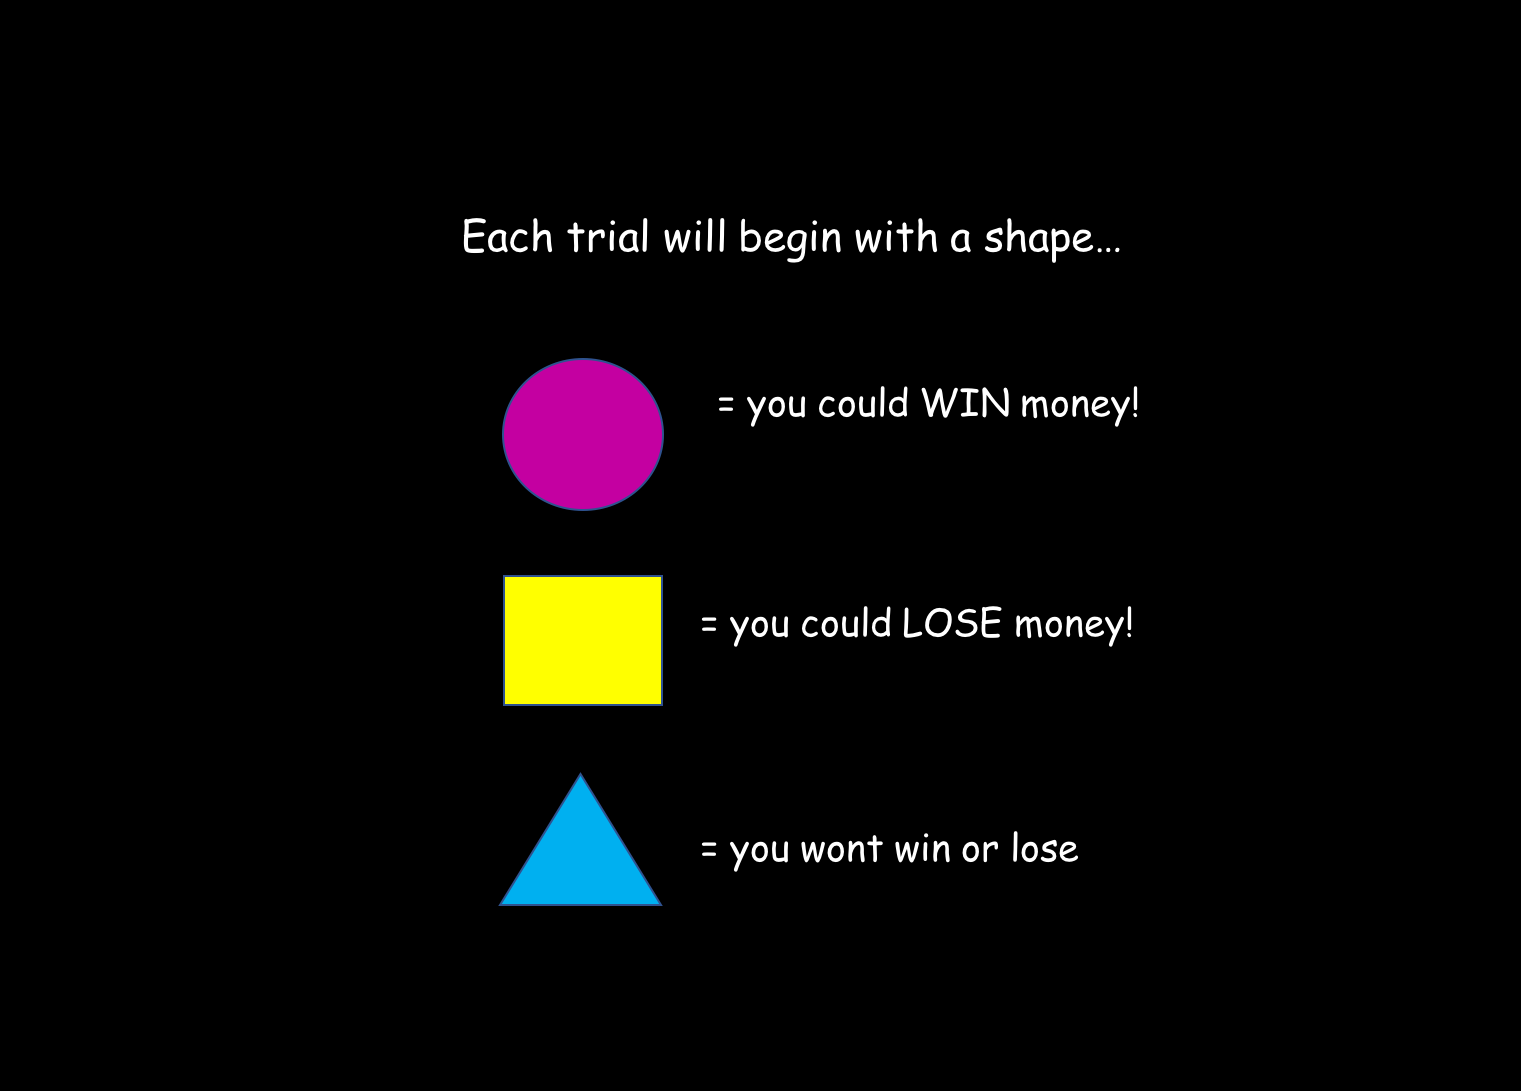 Each trial will begin with a shape...
= you could WIN money!
= you could LOSE money!
= you wont win or lose